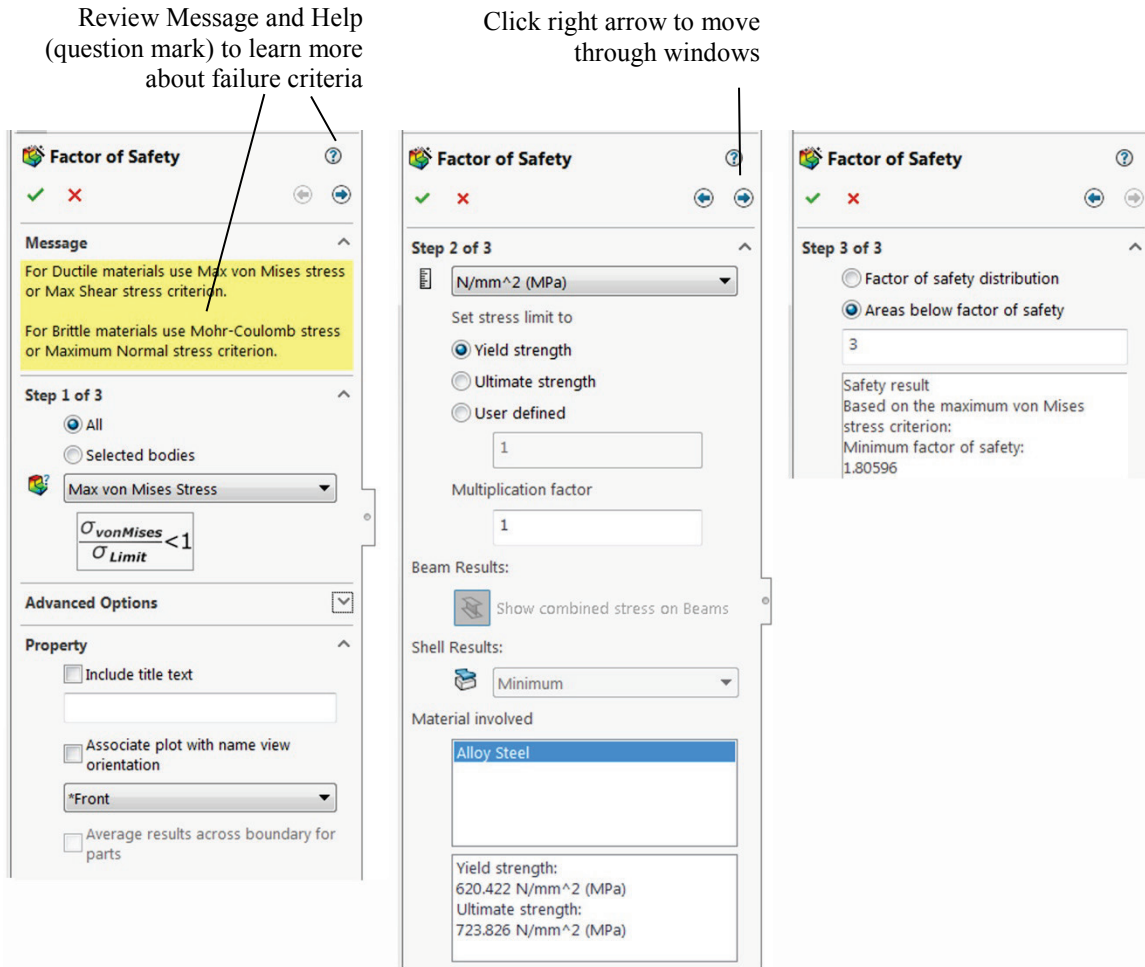 Review Message and Help
(question mark) to learn more
about failure criteria
Click right arrow to move
through windows
Factor of Safety
?
Message
For Ductile materials use Max von Mises stress
or Max Shear stress criterion.
For Brittle materials use Mohr-Coulomb stress
or Maximum Normal stress criterion.
Step 1 of 3
All
Selected bodies
Max von Mises Stress
σ vonMises
σ Limit
<1
Advanced Options
Property
Include title text
Associate plot with name view
orientation
*Front
Average results across boundary for
parts
Factor of Safety
?
Step 2 of 3
N/mm^2 (MPa)
Set stress limit to
Yield strength
Ultimate strength
User defined
1
Multiplication factor
1
Beam Results:
Show combined stress on Beams
Shell Results:
Minimum
Material involved
Alloy Steel
Yield strength:
620.422 N/mm^2 (MPa)
Ultimate strength:
723.826 N/mm^2 (MPa)
Factor of Safety
?
Step 3 of 3
Factor of safety distribution
Areas below factor of safety
3
Safety result
Based on the maximum von Mises
stress criterion:
Minimum factor of safety:
1.80596